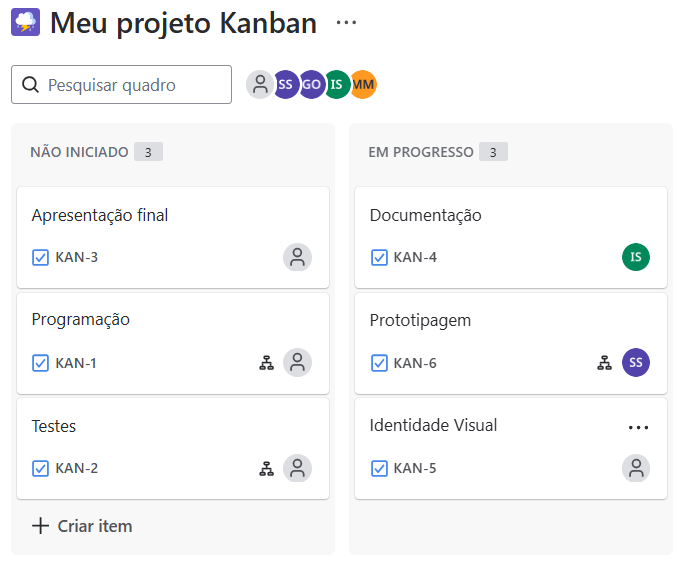 Meu projeto Kanban
Pesquisar quadro
SS GO IS MM
NÃO INICIADO 3
Apresentação final
KAN-3
Programação
KAN-1
Testes
KAN-2
Criar item
EM PROGRESSO 3
Documentação
KAN-4 IS
Prototipagem
KAN-6 SS
Identidade Visual
KAN-5